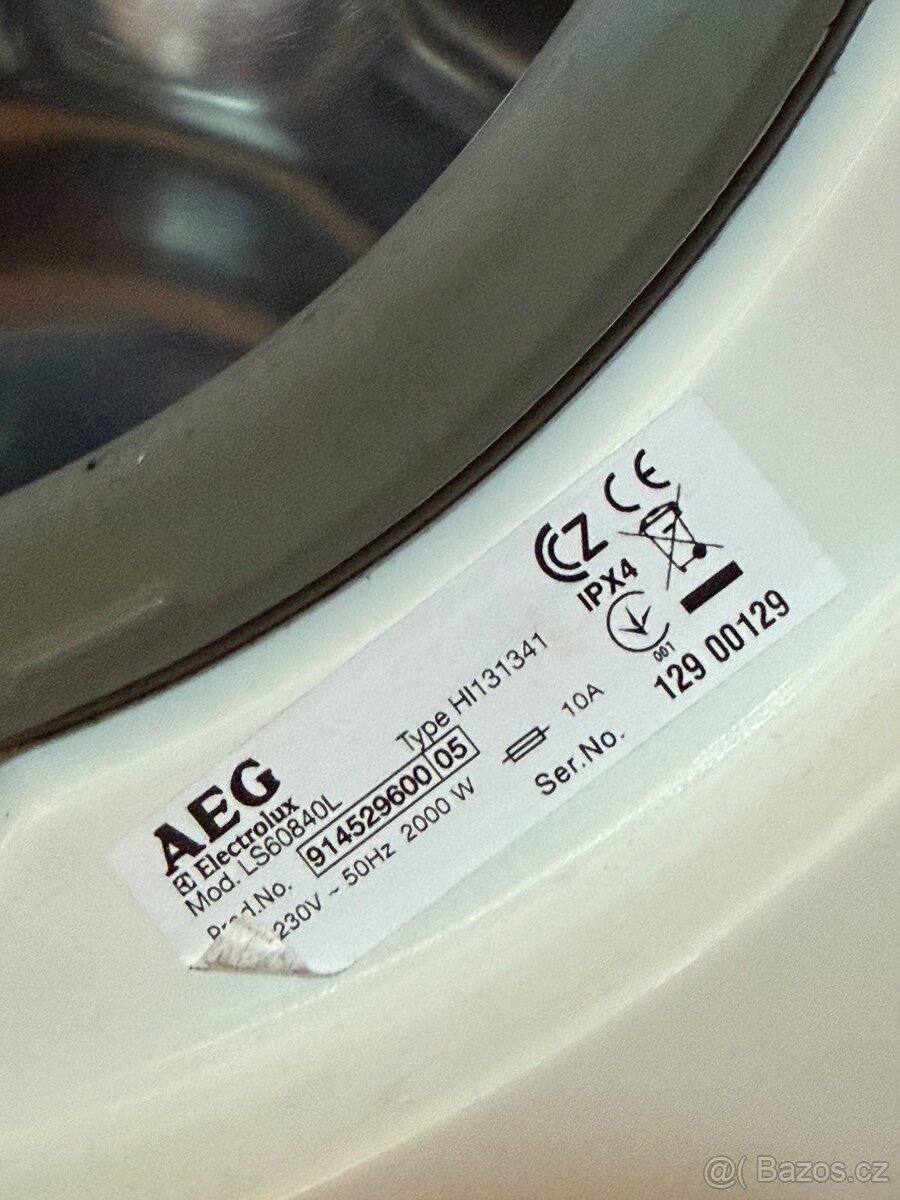 AEG
Electrolux
Mod. LS60840L
Type HI131341
Prod.No. 914529600 05
230V ~ 50Hz 2000 W 10A
CZ
CE
IPX4
001
Ser.No. 129 00129
@( Bazos.cz